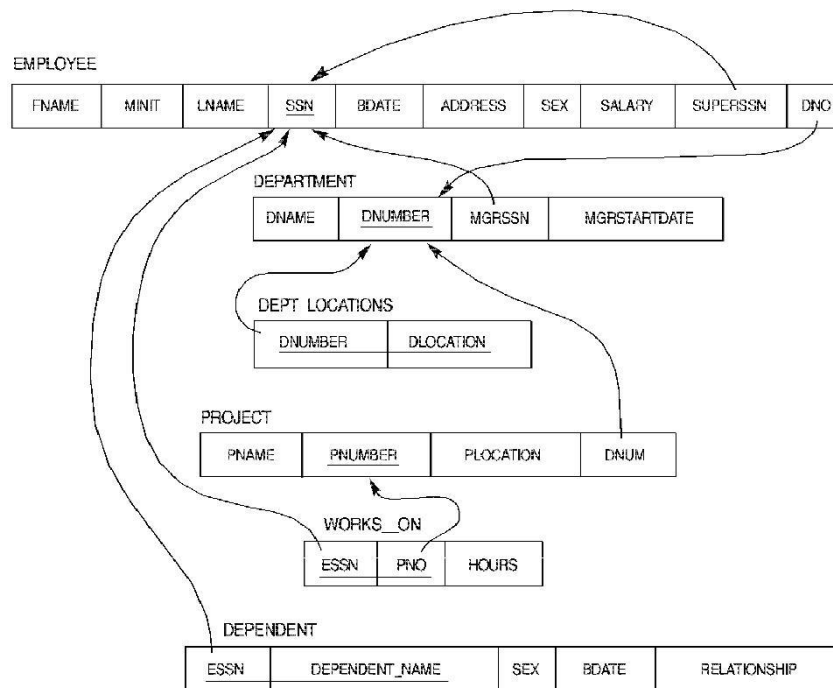 EMPLOYEE
FNAME MINIT LNAME SSN BDATE ADDRESS SEX SALARY SUPERSSN DNO
DEPARTMENT
DNAME DNUMBER MGRSSN MGRSTARTDATE
DEPT LOCATIONS
DNUMBER DLOCATION
PROJECT
PNAME PNUMBER PLOCATION DNUM
WORKS_ON
ESSN PNO HOURS
DEPENDENT
ESSN DEPENDENT_NAME SEX BDATE RELATIONSHIP